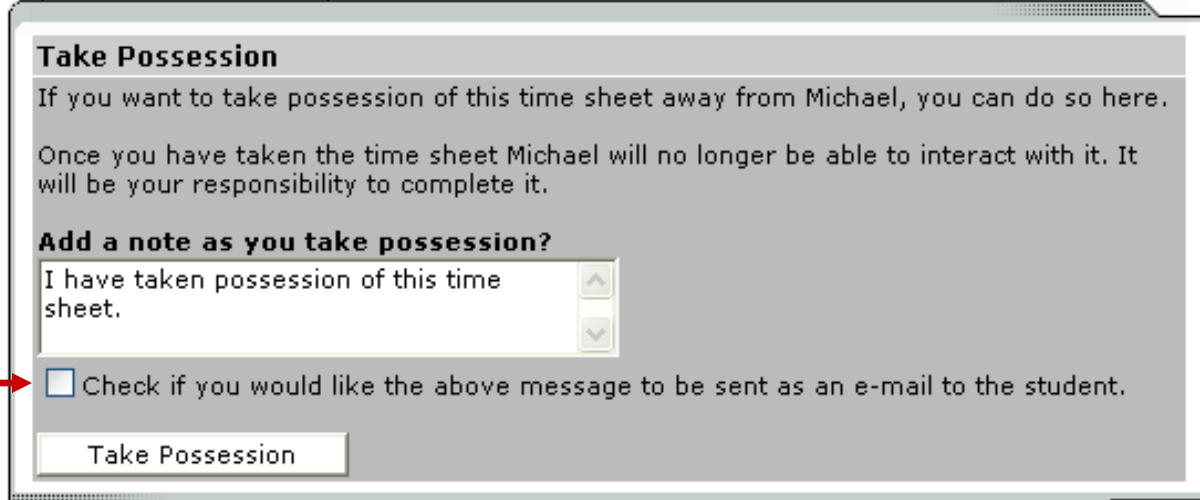 Take Possession
If you want to take possession of this time sheet away from Michael, you can do so here.
Once you have taken the time sheet Michael will no longer be able to interact with it. It
will be your responsibility to complete it.
Add a note as you take possession?
I have taken possession of this time
sheet.
Check if you would like the above message to be sent as an e-mail to the student.
Take Possession